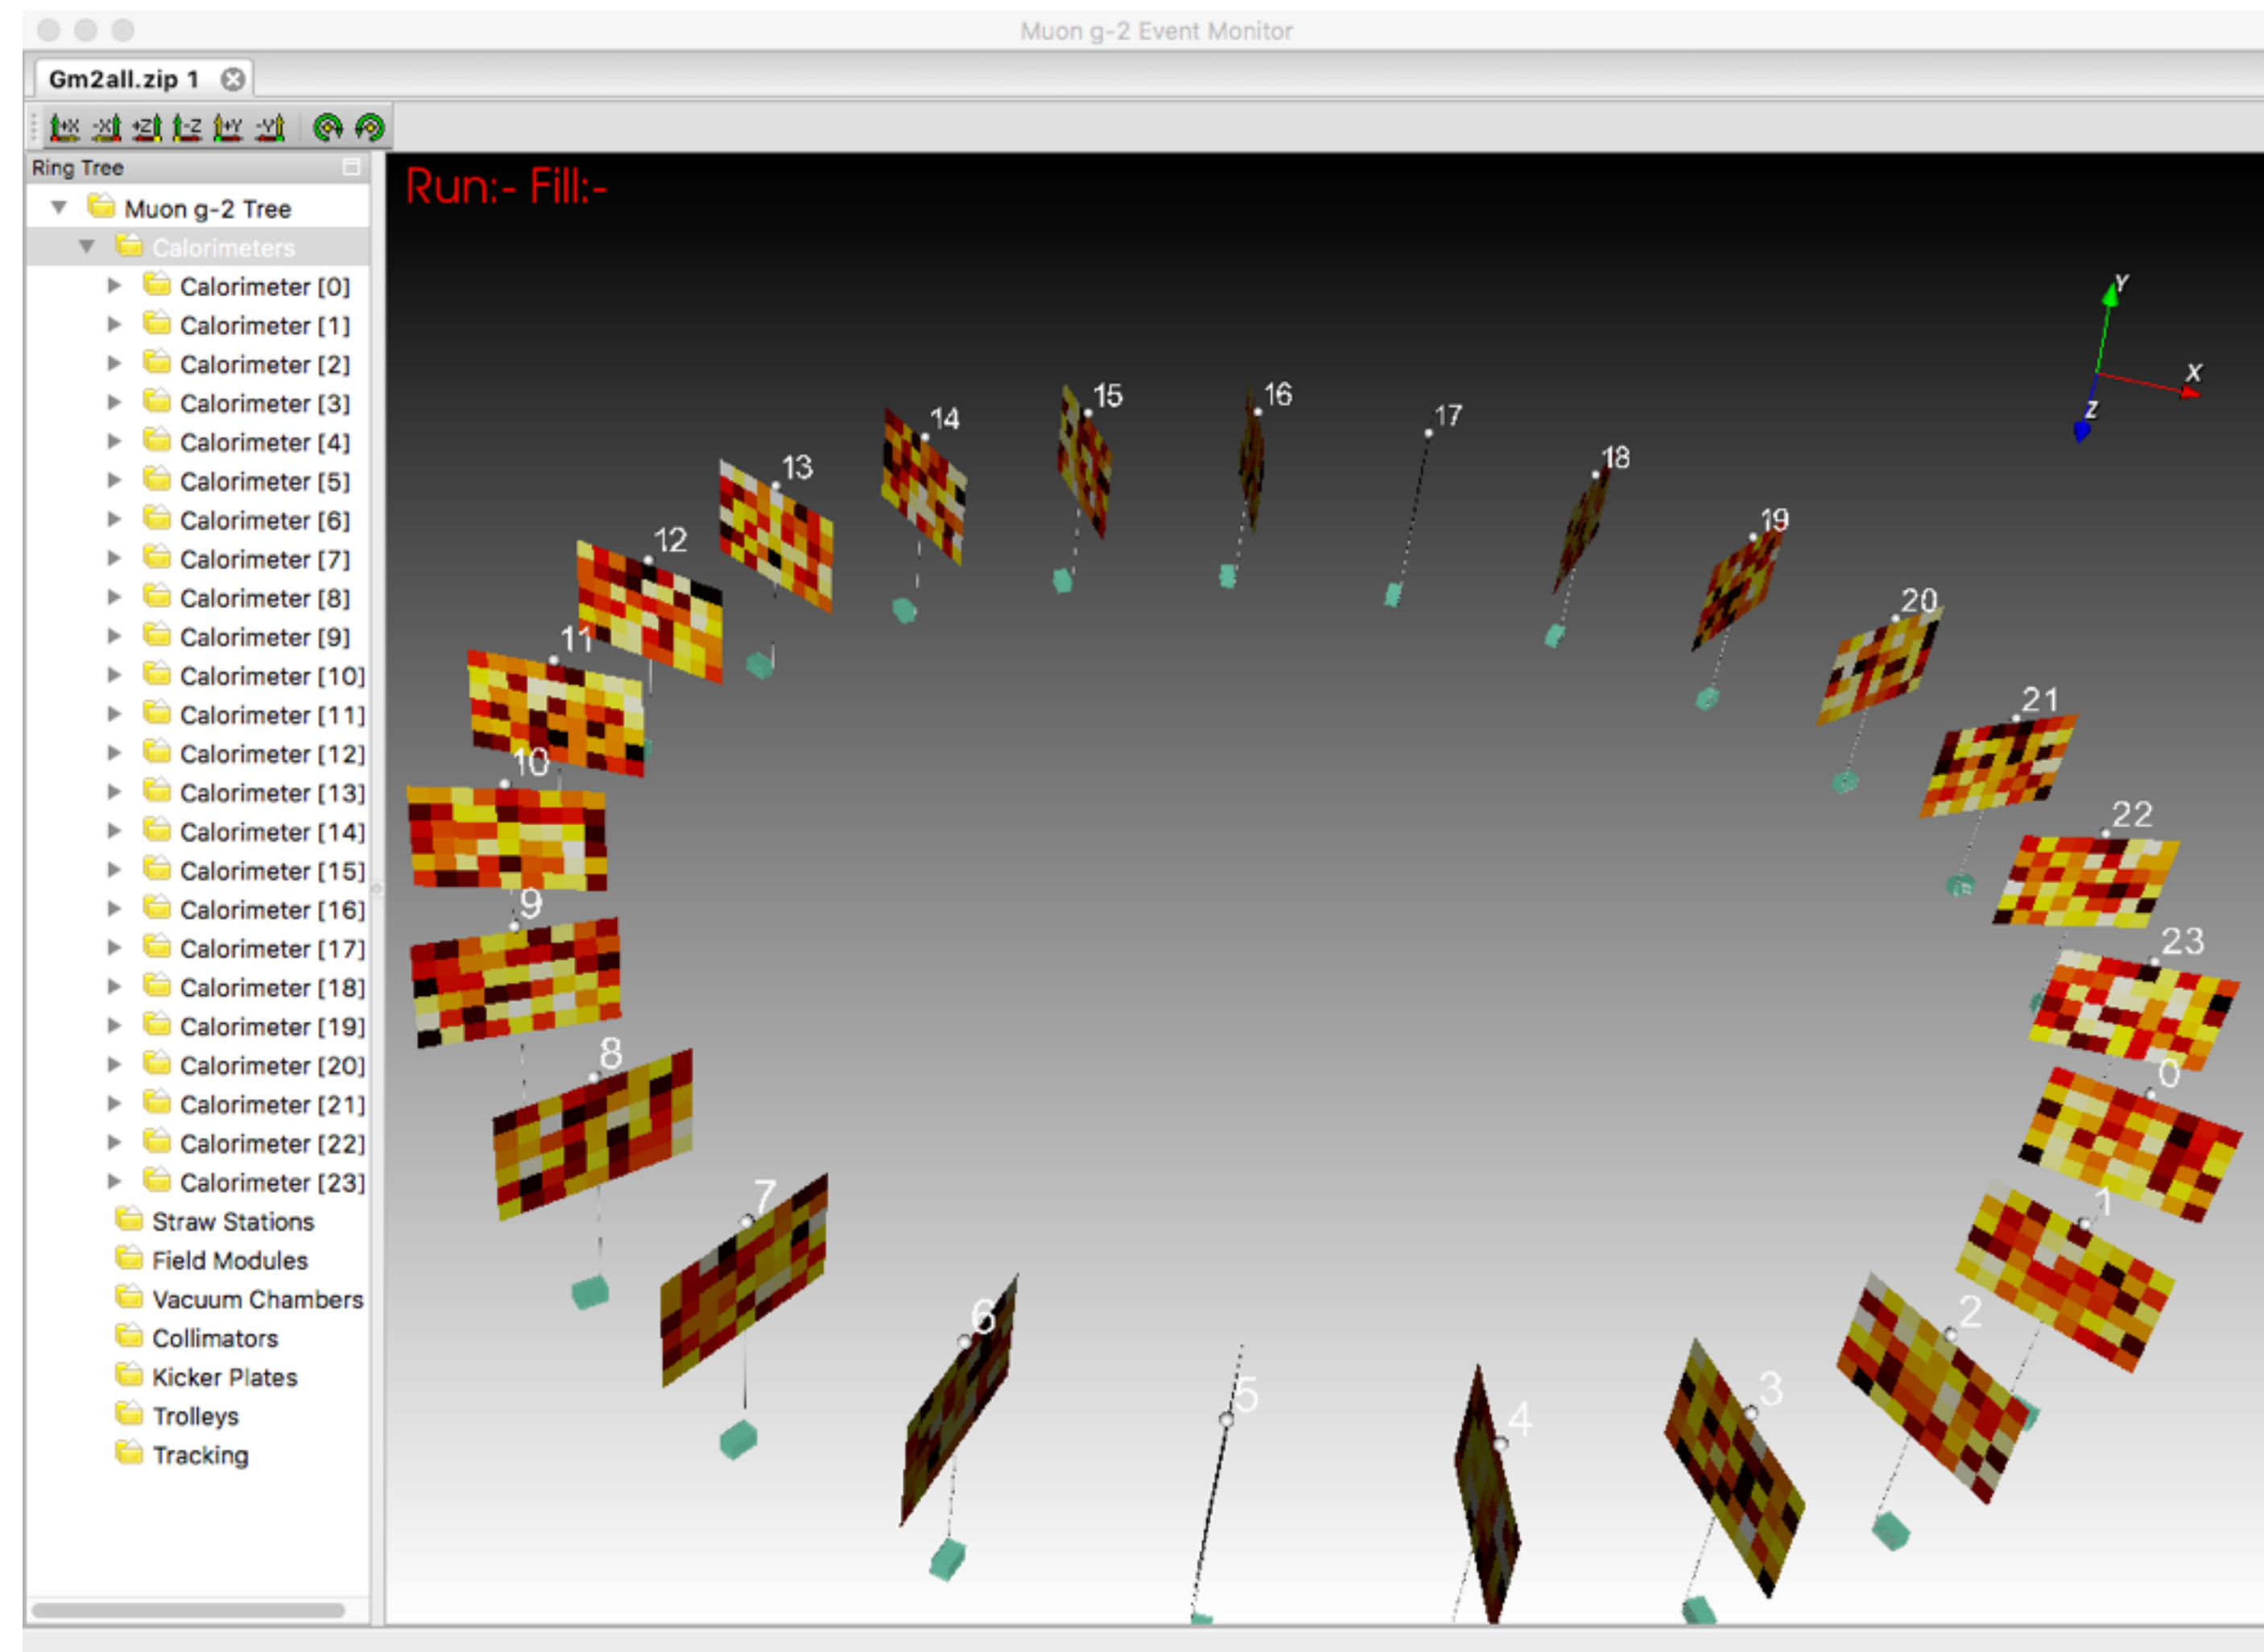 Muon g-2 Event Monitor
Gm2all.zip 1
+X -X +Z -Z +Y -Y
Ring Tree
Muon g-2 Tree
Calorimeters
Calorimeter [0]
Calorimeter [1]
Calorimeter [2]
Calorimeter [3]
Calorimeter [4]
Calorimeter [5]
Calorimeter [6]
Calorimeter [7]
Calorimeter [8]
Calorimeter [9]
Calorimeter [10]
Calorimeter [11]
Calorimeter [12]
Calorimeter [13]
Calorimeter [14]
Calorimeter [15]
Calorimeter [16]
Calorimeter [17]
Calorimeter [18]
Calorimeter [19]
Calorimeter [20]
Calorimeter [21]
Calorimeter [22]
Calorimeter [23]
Straw Stations
Field Modules
Vacuum Chambers
Collimators
Kicker Plates
Trolleys
Tracking
Run:- Fill:-
Y
X
Z
15
16
14
17
18
13
19
12
20
11
21
10
22
9
23
8
0
7
1
6
2
5
3
4